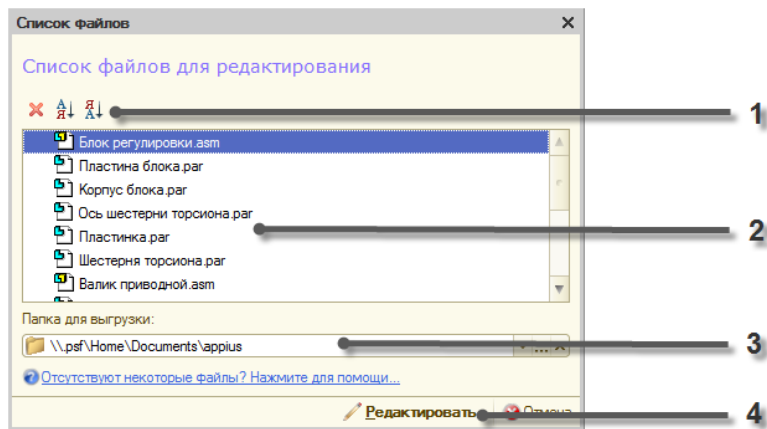 Список файлов
Список файлов для редактирования
1
Блок регулировки.asm
Пластина блока.par
Корпус блока.par
Ось шестерни торсиона.par
2
Пластинка.par
Шестерня торсиона.par
Валик приводной.asm
Папка для выгрузки:
\\.psf\Home\Documents\appius
3
Отсутствуют некоторые файлы? Нажмите для помощи...
Редактировать
4